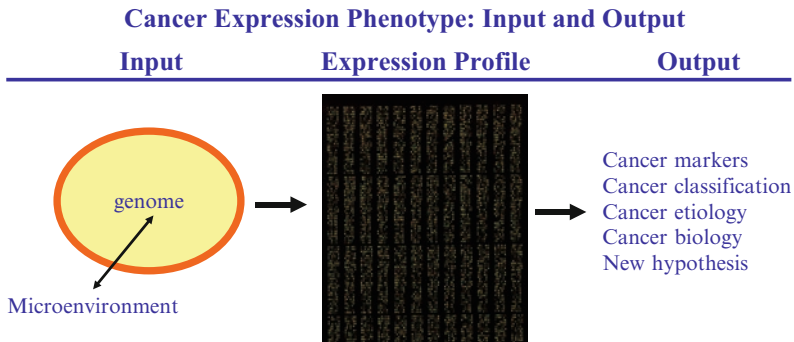 Cancer Expression Phenotype: Input and Output
Input Expression Profile Output
genome
Microenvironment
Cancer markers
Cancer classification
Cancer etiology
Cancer biology
New hypothesis